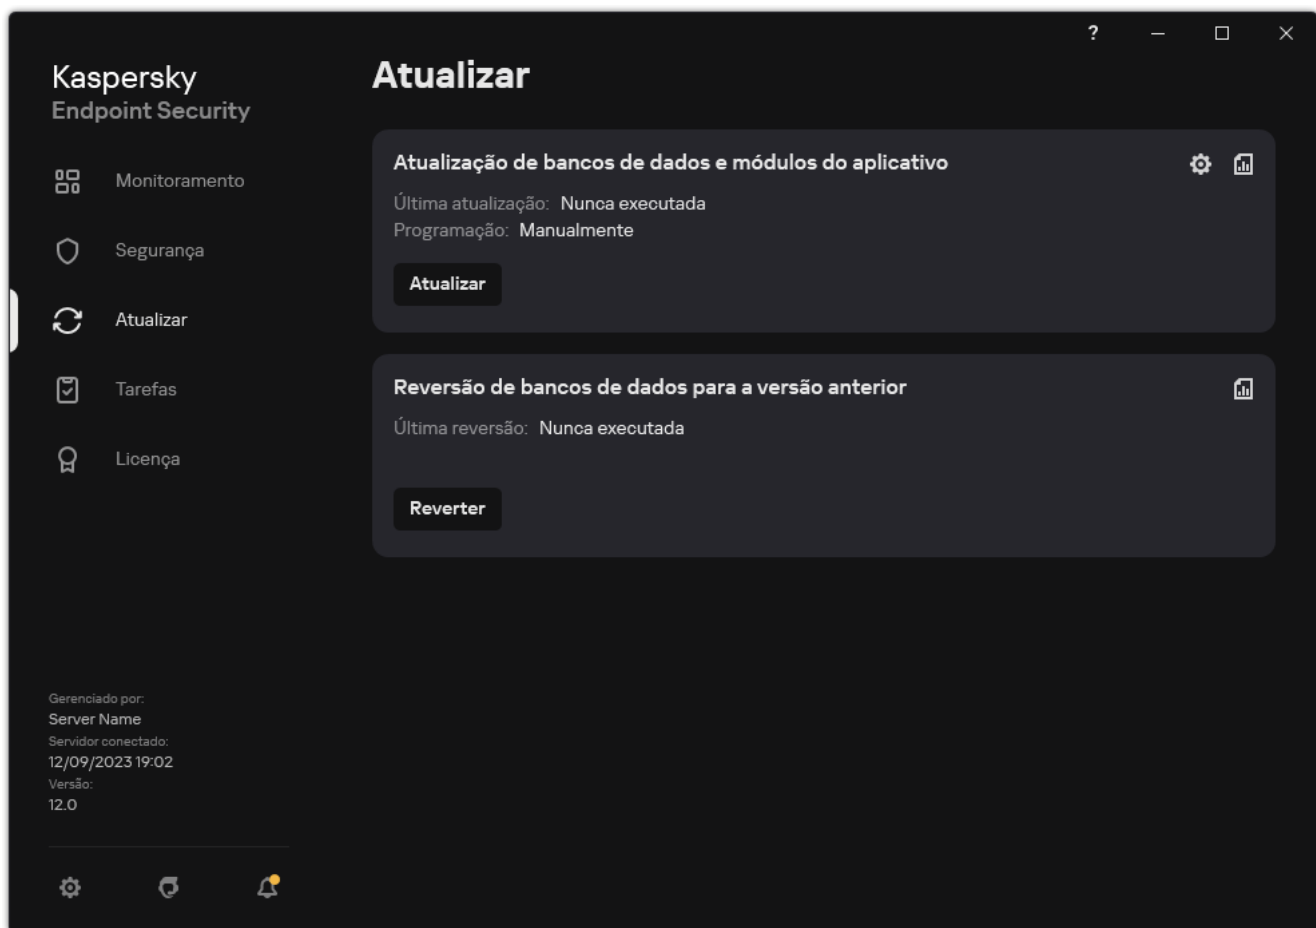 ?
Kaspersky
Endpoint Security
Monitoramento
Segurança
Atualizar
Tarefas
Licença
Gerenciado por:
Server Name
Servidor conectado:
12/09/2023 19:02
Versão:
12.0
Atualizar
Atualização de bancos de dados e módulos do aplicativo
Última atualização: Nunca executada
Programação: Manualmente
Atualizar
Reversão de bancos de dados para a versão anterior
Última reversão: Nunca executada
Reverter